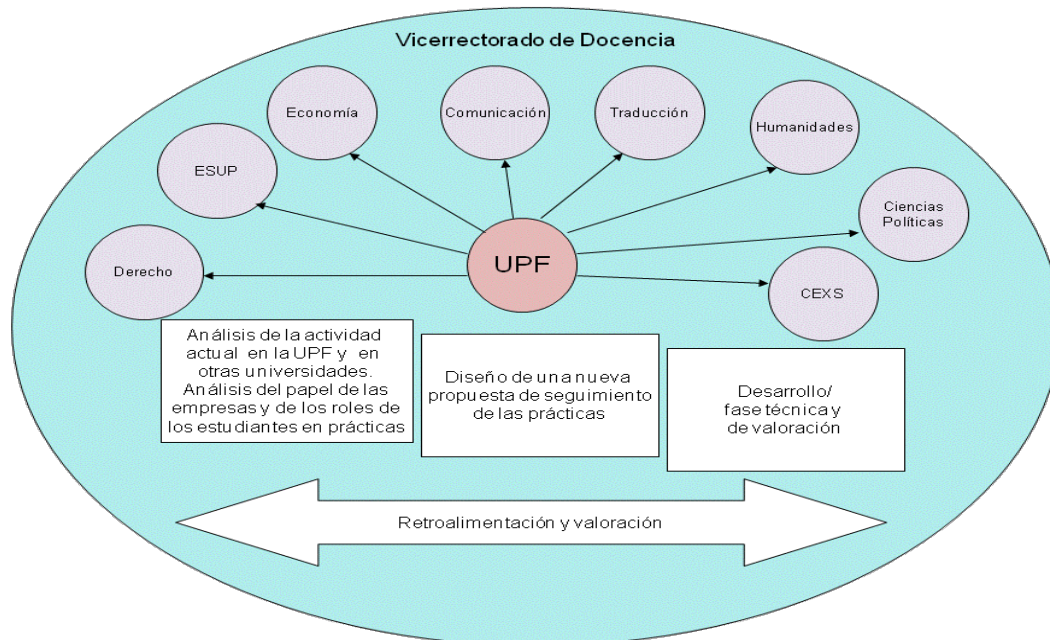 Vicerrectorado de Docencia
Economía
Comunicación
Traducción
Humanidades
ESUP
Ciencias
Políticas
Derecho
UPF
CEXS
Análisis de la actividad
actual en la UPF y en
otras universidades.
Análisis del papel de las
empresas y de los roles de
los estudiantes en prácticas
Diseño de una nueva
propuesta de seguimiento
de las prácticas
Desarrollo/
fase técnica y
de valoración
Retroalimentación y valoración